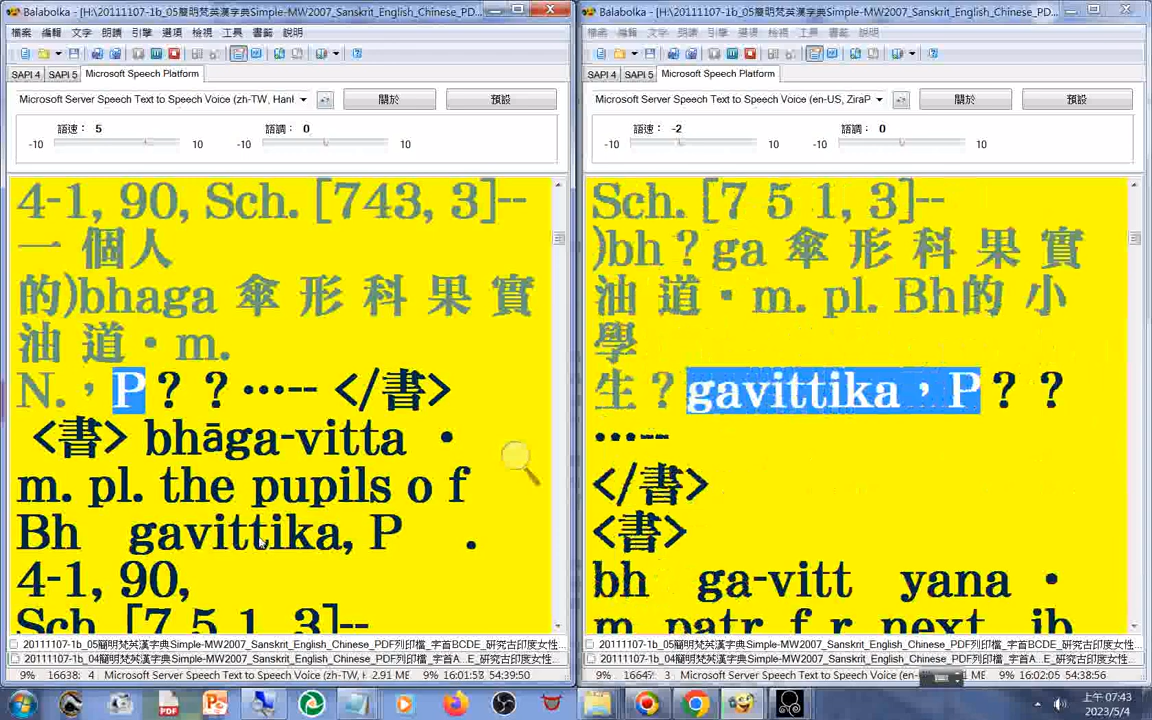 Balabolka - [H:\20111107-1b_05簡明梵英漢字典Simple-MW2007_Sanskrit_English_Chinese_PD...
檔案 編輯 文字 朗讀 引擎 選項 檢視 工具 書籤 說明
SAPI 4 SAPI 5 Microsoft Speech Platform
Microsoft Server Speech Text to Speech Voice (zh-TW, HanI 關於 預設
語速： 5 語調： 0
-10 10 -10 10
4-1, 90, Sch. [743, 3]--
一 個人
的)bhaga 傘 形 科 果 實
油 道‧m.
N.，P？？…-- </書>
<書> bhāga-vitta ‧
m. pl. the pupils o f
Bh gavittika, P .
4-1, 90,
Sch. [7 5 1, 3]--
20111107-1b_05簡明梵英漢字典Simple-MW2007_Sanskrit_English_Chinese_PCDF列印檔_字首BCDE_研究古印度女性...
20111107-1b_04簡明梵英漢字典Simple-MW2007_Sanskrit_English_Chinese_PCDF列印檔_字首A...E_研究古印度女性...
9% 16638: 4 Microsoft Server Speech Text to Speech Voice (zh-TW, H 2.91 ME 9% 16:01:53 54:39:50
Balabolka - [H:\20111107-1b_05簡明梵英漢字典Simple-MW2007_Sanskrit_English_Chinese_PD...
檔案 編輯 文字 朗讀 引擎 選項 檢視 工具 書籤 說明
SAPI 4 SAPI 5 Microsoft Speech Platform
Microsoft Server Speech Text to Speech Voice (en-US, ZiraP 關於 預設
語速： -2 語調： 0
-10 10 -10 10
Sch. [7 5 1, 3]--
)bh？ga 傘 形 科 果 實
油 道‧m. pl. Bh的 小
學
生？gavittika，P？？
…--
</書>
<書>
bh ga-vitt yana ‧
m. patr. f r. next, ib
20111107-1b_05簡明梵英漢字典Simple-MW2007_Sanskrit_English_Chinese_PCDF列印檔_字首BCDE_研究古印度女性...
20111107-1b_04簡明梵英漢字典Simple-MW2007_Sanskrit_English_Chinese_PCDF列印檔_字首A...E_研究古印度女性...
9% Microsoft Server Speech Text to Speech Voice (en-US 9% 16:02:05 54:38:56
上午 07:43
2023/5/4